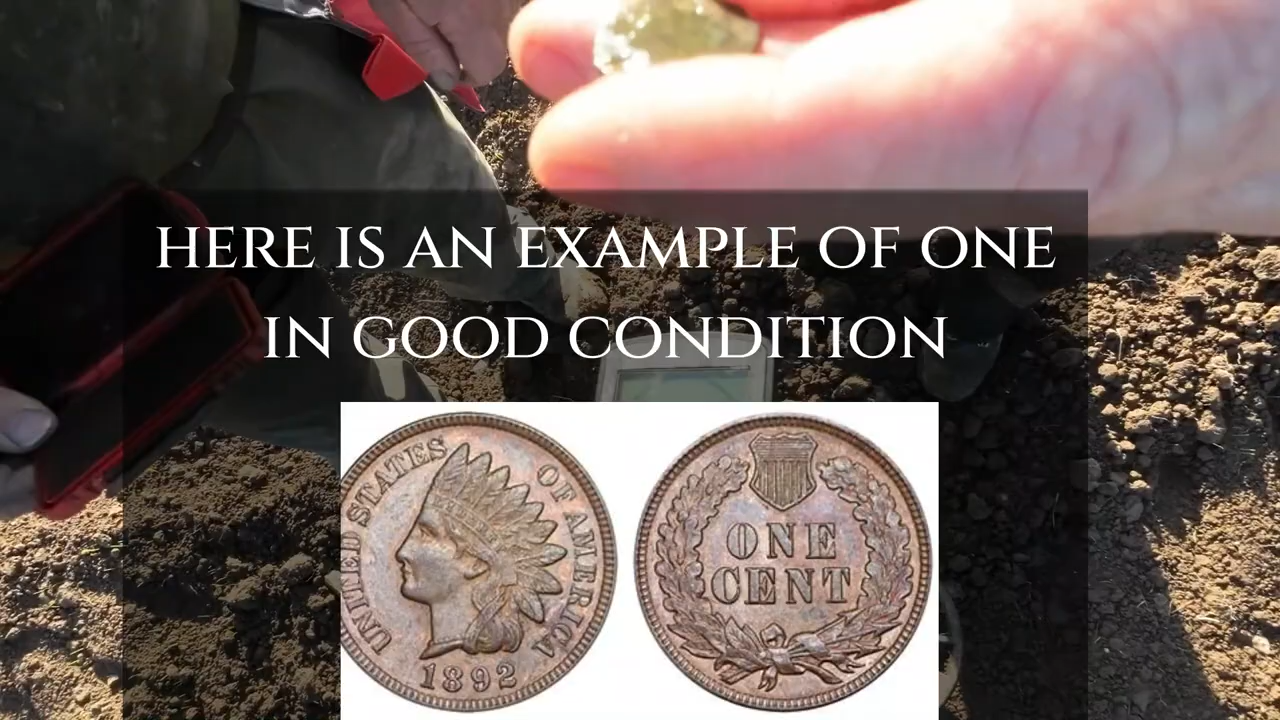 HERE IS AN EXAMPLE OF ONE
IN GOOD CONDITION
UNITED STATES OF AMERICA
1892
ONE
CENT